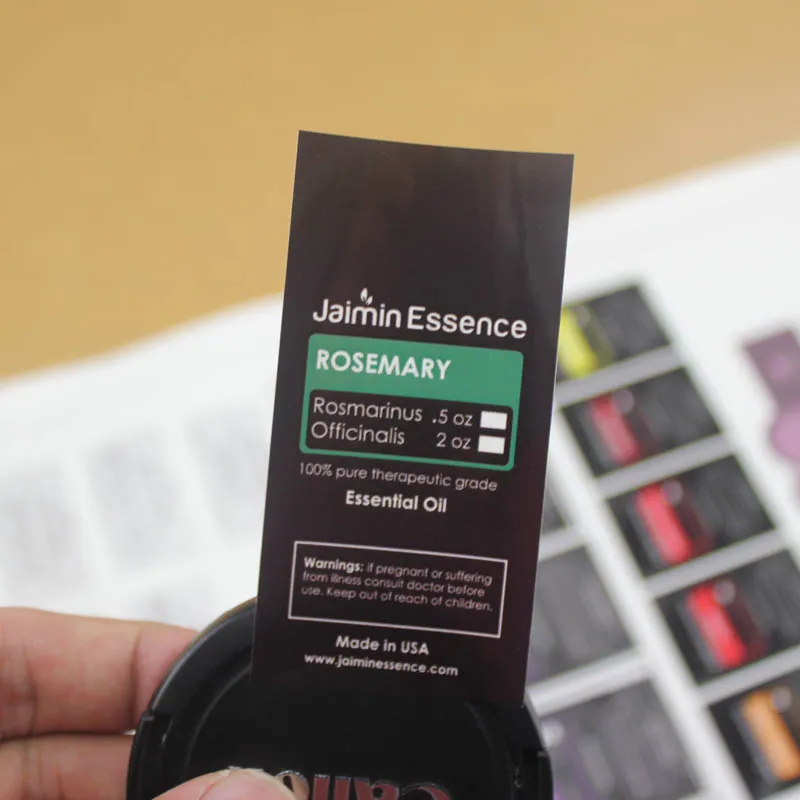 Jaimin Essence
ROSEMARY
Rosmarinus .5 oz
Officinalis 2 oz
100% pure therapeutic grade
Essential Oil
Warnings: if pregnant or suffering
from illness consult doctor before
use. Keep out of reach of children.
Made in USA
www.jaiminessence.com